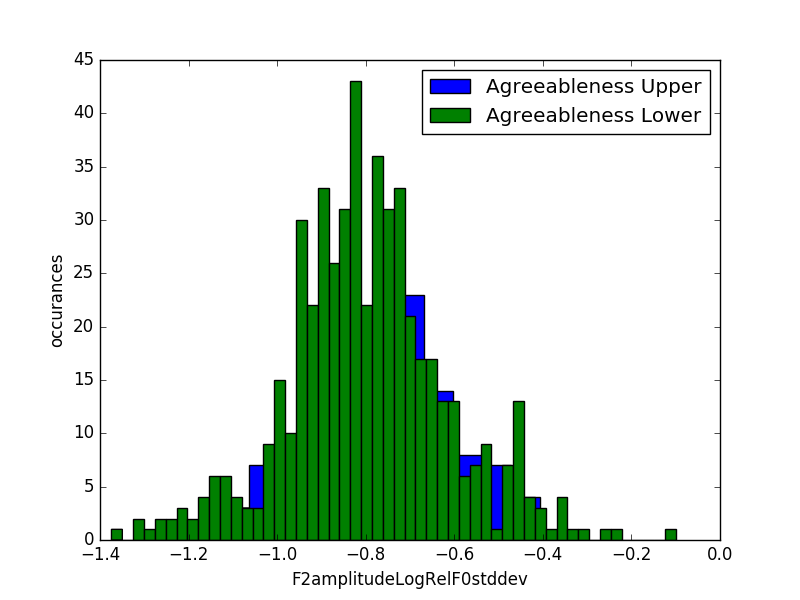 45
40
35
30
25
20
15
10
5
0
occurances
Agreeableness Upper
Agreeableness Lower
−1.4 −1.2 −1.0 −0.8 −0.6 −0.4 −0.2 0.0
F2amplitudeLogRelF0stddev